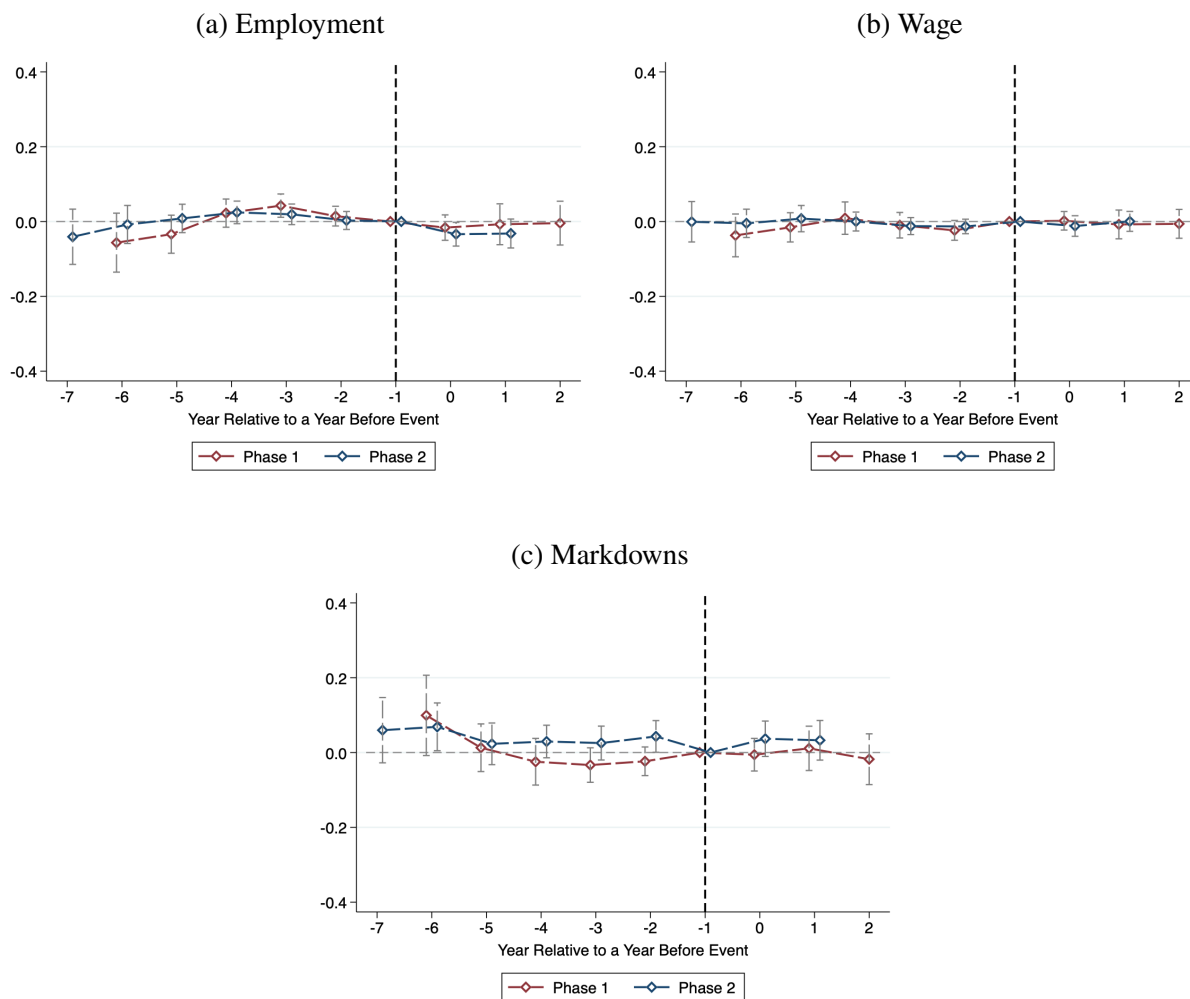 (a) Employment
0.4
0.2
0.0
-0.2
-0.4
-7 -6 -5 -4 -3 -2 -1 0 1 2
Year Relative to a Year Before Event
Phase 1 Phase 2
(b) Wage
0.4
0.2
0.0
-0.2
-0.4
-7 -6 -5 -4 -3 -2 -1 0 1 2
Year Relative to a Year Before Event
Phase 1 Phase 2
(c) Markdowns
0.4
0.2
0.0
-0.2
-0.4
-7 -6 -5 -4 -3 -2 -1 0 1 2
Year Relative to a Year Before Event
Phase 1 Phase 2